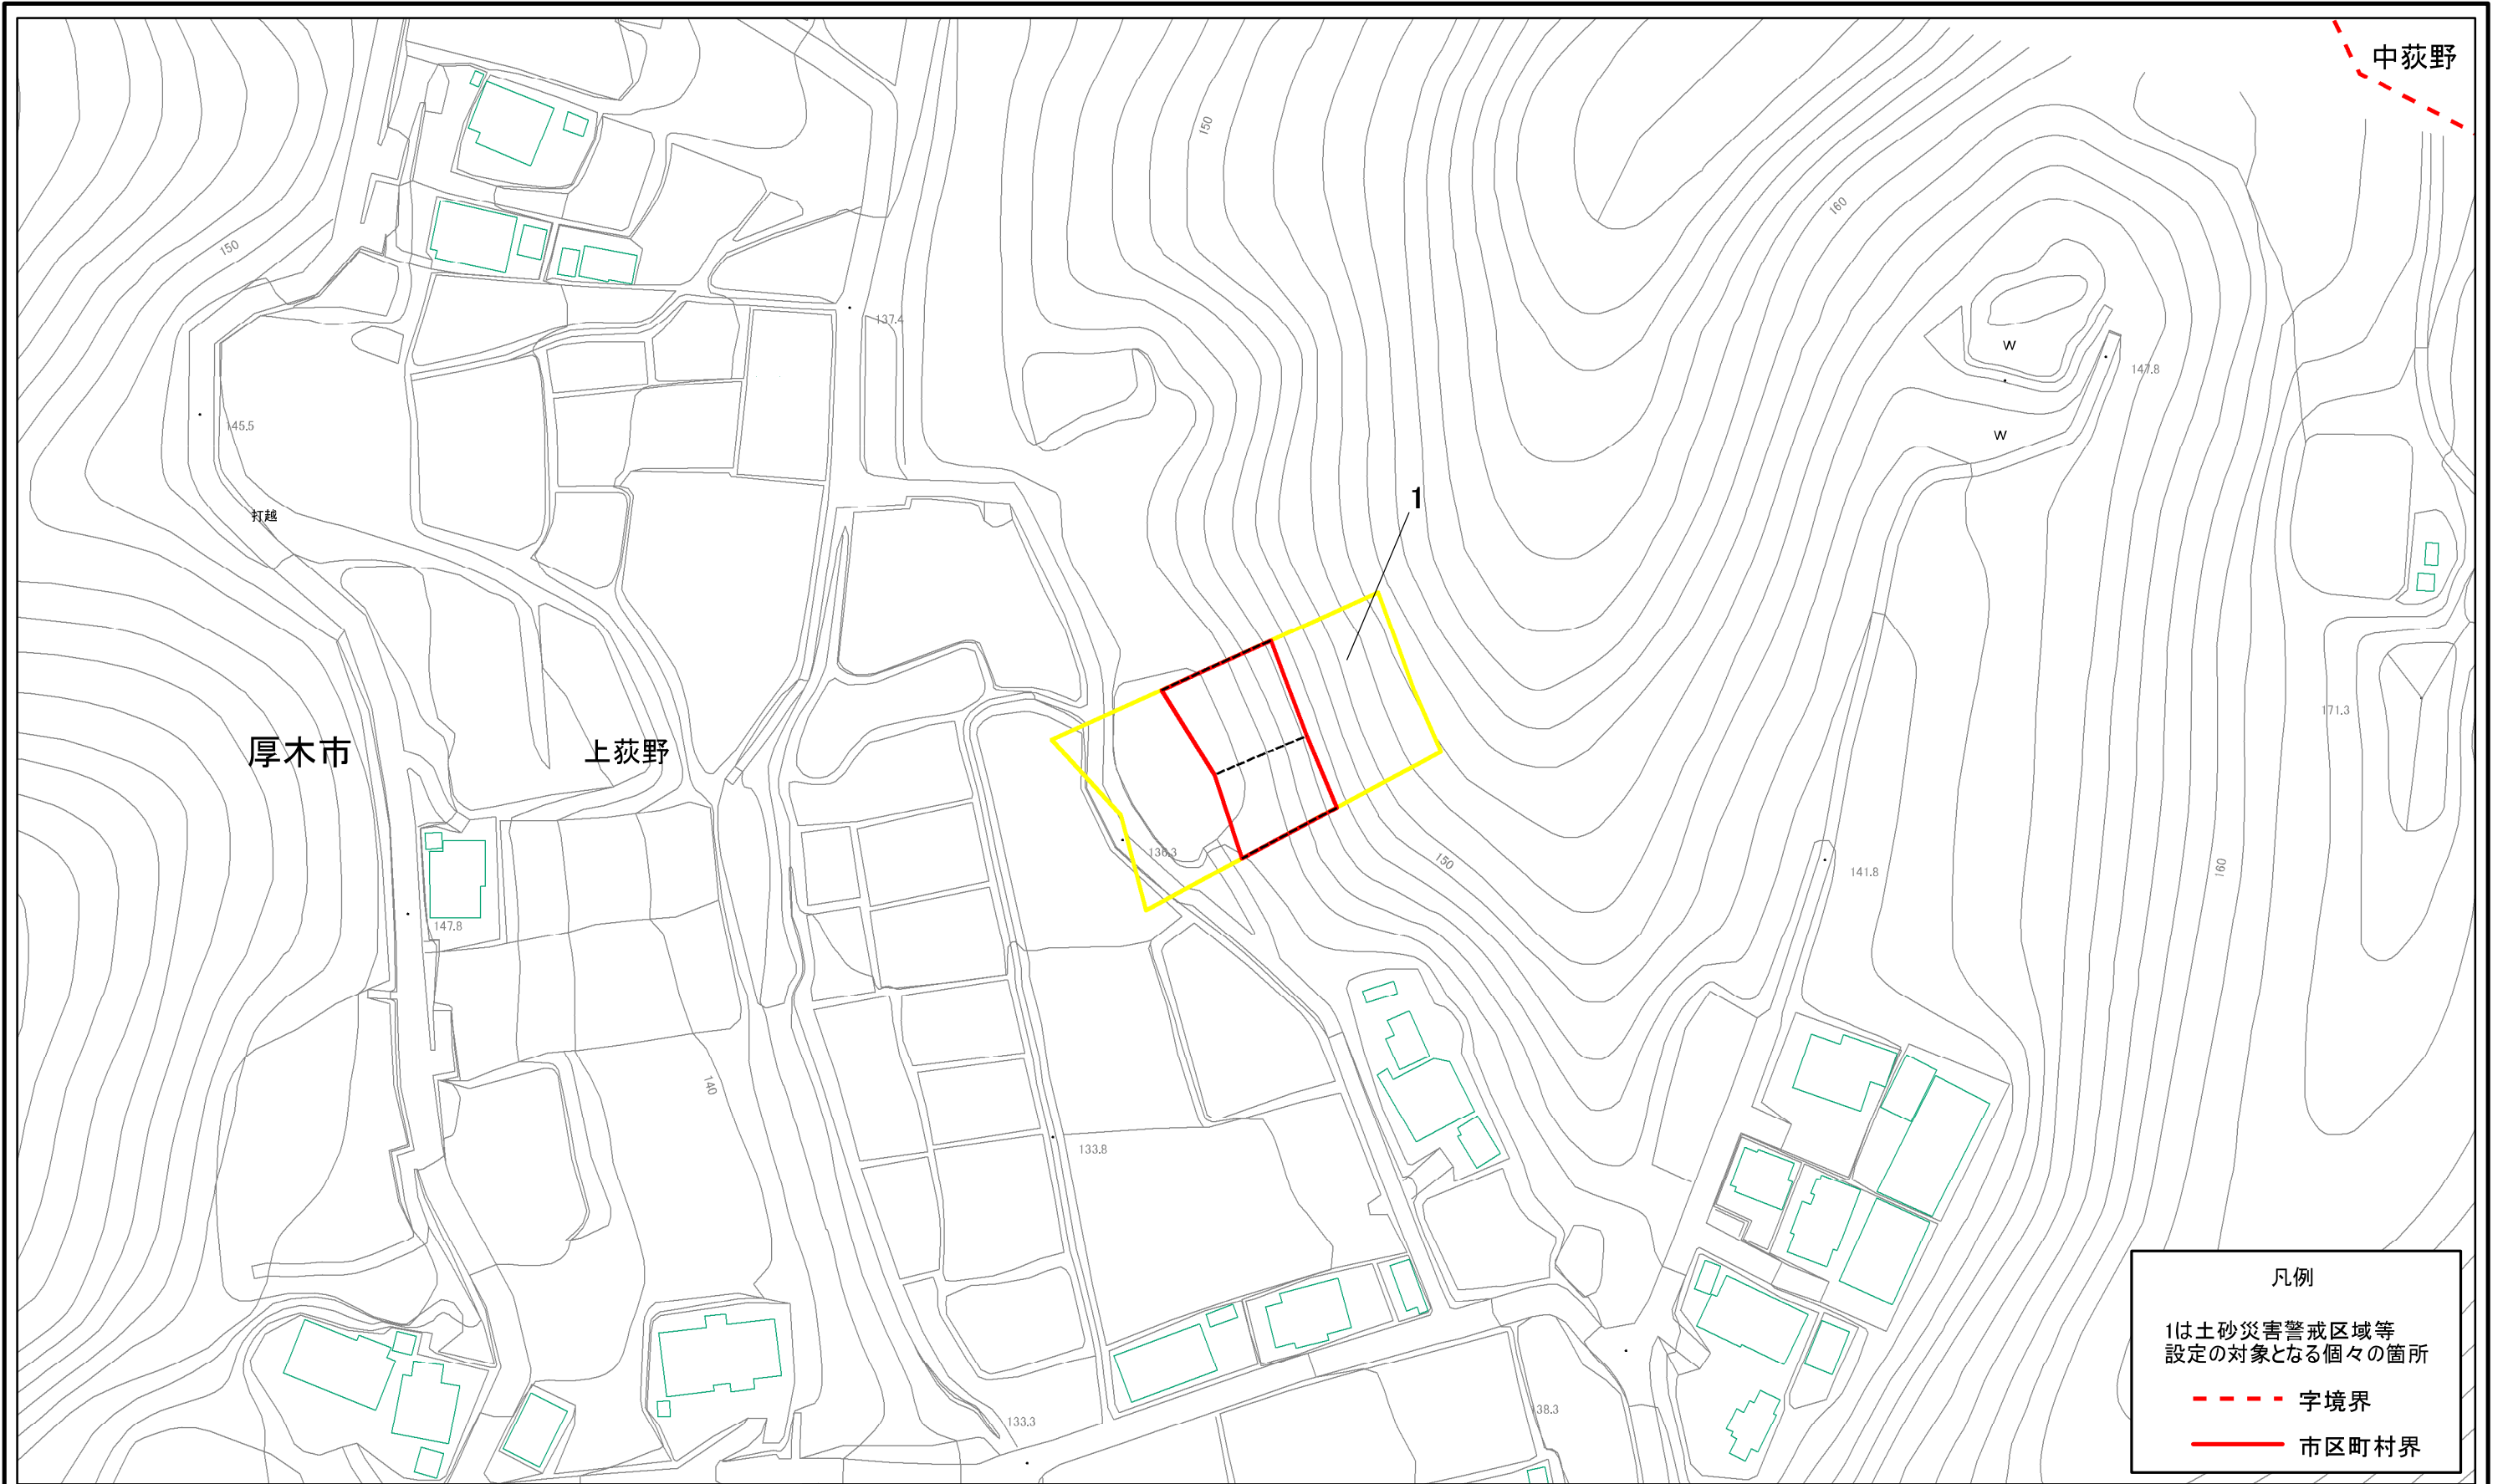 中荻野
150
160
150
137.4
W
147.8
145.5
W
1
打越
171.3
厚木市
上荻野
136.3
150
160
141.8
147.8
140
133.8
凡例
1は土砂災害警戒区域等
設定の対象となる個々の箇所
字境界
133.3
138.3
市区町村界